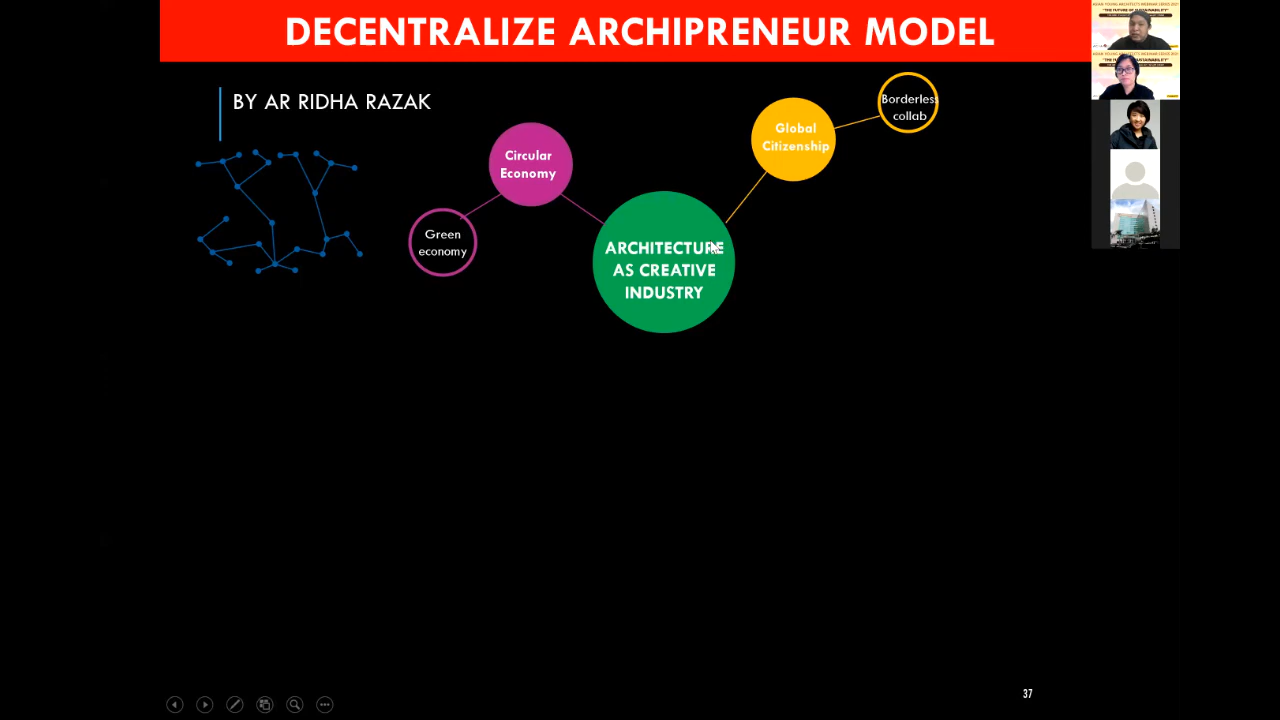 DECENTRALIZE ARCHIPRENEUR MODEL
BY AR RIDHA RAZAK
Borderless
collab
Global
Citizenship
Circular
Economy
Green
economy
ARCHITECTURE
AS CREATIVE
INDUSTRY
37